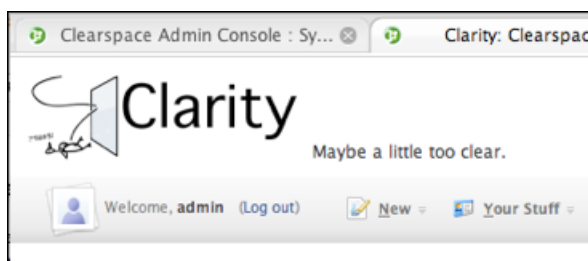 Clearspace Admin Console : Sy...
Clarity: Clearspac
Clarity
Maybe a little too clear.
Welcome, admin (Log out)
New
Your Stuff